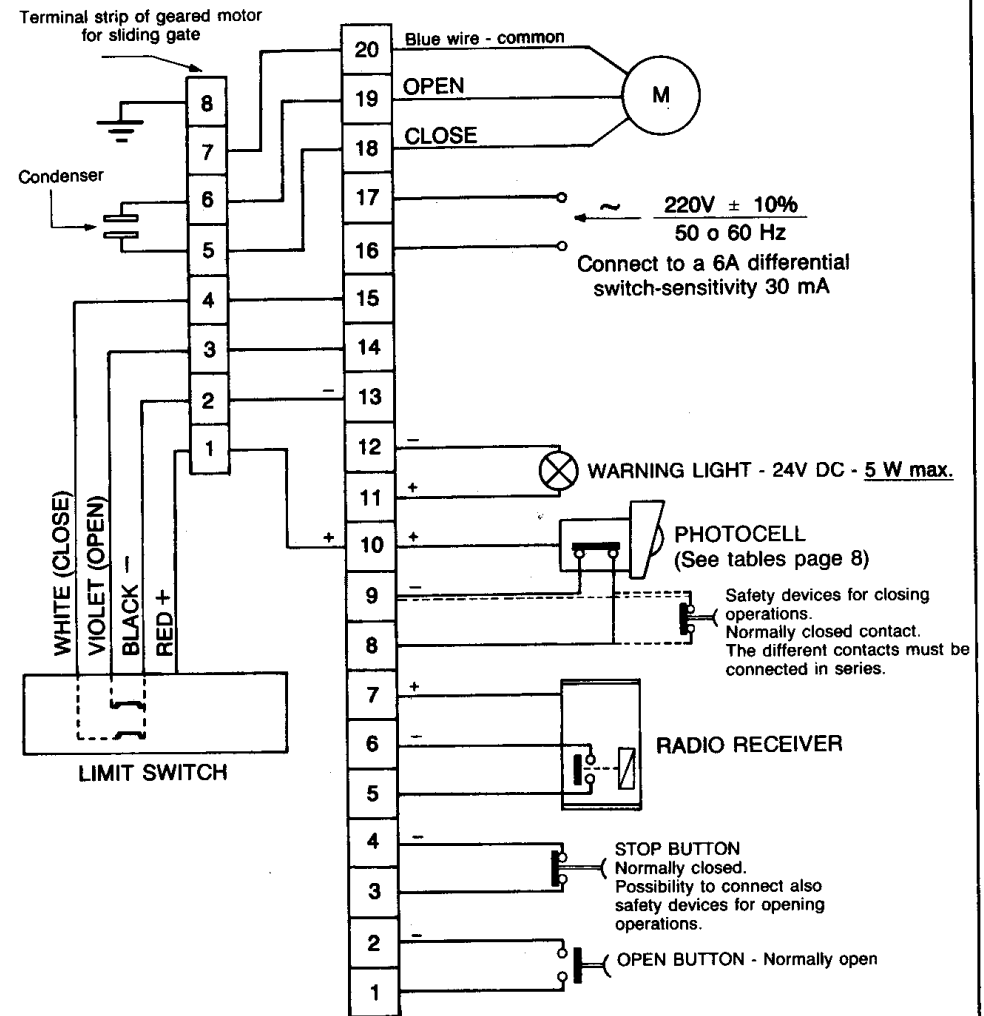 Terminal strip of geared motor
for sliding gate
8
7
6
5
4
3
2
1
Condenser
WHITE (CLOSE)
VIOLET (OPEN)
BLACK −
RED +
LIMIT SWITCH
20
19
18
17
16
15
14
13
12
11
10
9
8
7
6
5
4
3
2
1
Blue wire - common
OPEN
CLOSE
M
~ 220V ± 10%
50 o 60 Hz
Connect to a 6A differential
switch-sensitivity 30 mA
−
−
+
WARNING LIGHT - 24V DC - 5 W max.
+
+
−
PHOTOCELL
(See tables page 8)
Safety devices for closing
operations.
Normally closed contact.
The different contacts must be
connected in series.
+
−
RADIO RECEIVER
−
STOP BUTTON
Normally closed.
Possibility to connect also
safety devices for opening
operations.
−
OPEN BUTTON - Normally open